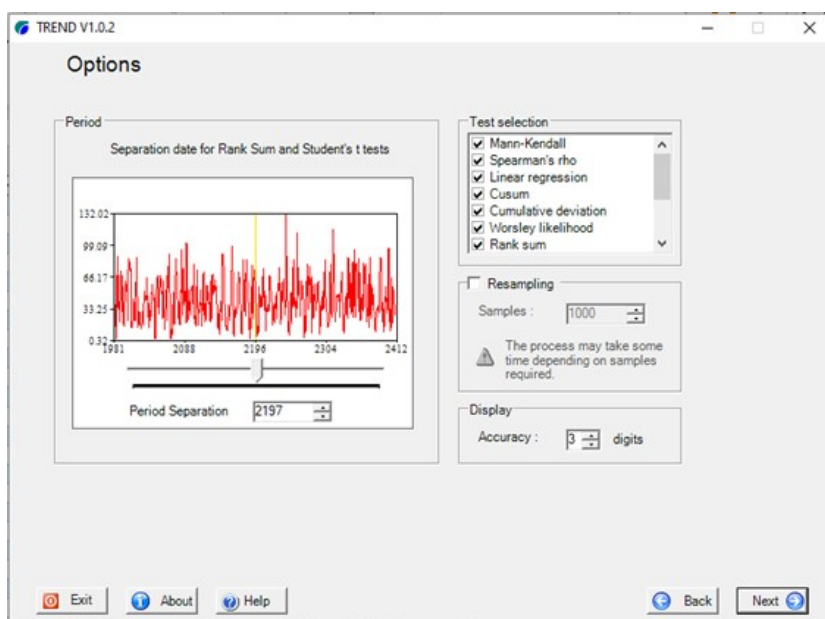 TREND V1.0.2
Options
Period
Separation date for Rank Sum and Student's t tests
132.02
99.09
66.17
33.25
0.32
1981 2088 2196 2304 2412
Period Separation 2197
Test selection
Mann-Kendall
Spearman's rho
Linear regression
Cusum
Cumulative deviation
Worsley likelihood
Rank sum
Resampling
Samples : 1000
The process may take some
time depending on samples
required.
Display
Accuracy : 3 digits
Exit About Help Back Next